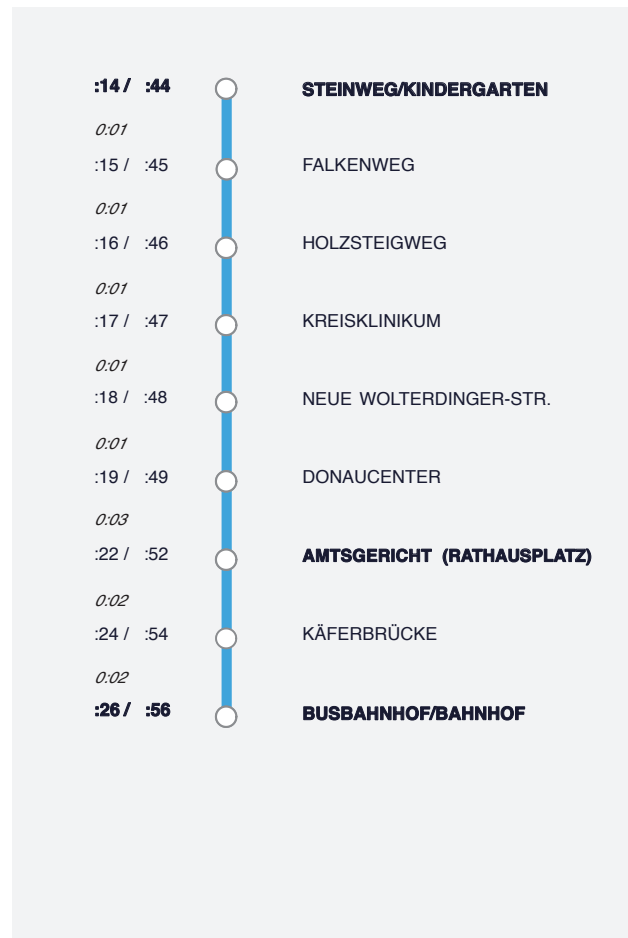 :14 / :44 STEINWEG/KINDERGARTEN
0:01
:15 / :45 FALKENWEG
0:01
:16 / :46 HOLZSTEIGWEG
0:01
:17 / :47 KREISKLINIKUM
0:01
:18 / :48 NEUE WOLTERDINGER-STR.
0:01
:19 / :49 DONAUCENTER
0:03
:22 / :52 AMTSGERICHT (RATHAUSPLATZ)
0:02
:24 / :54 KÄFERBRÜCKE
0:02
:26 / :56 BUSBAHNHOF/BAHNHOF